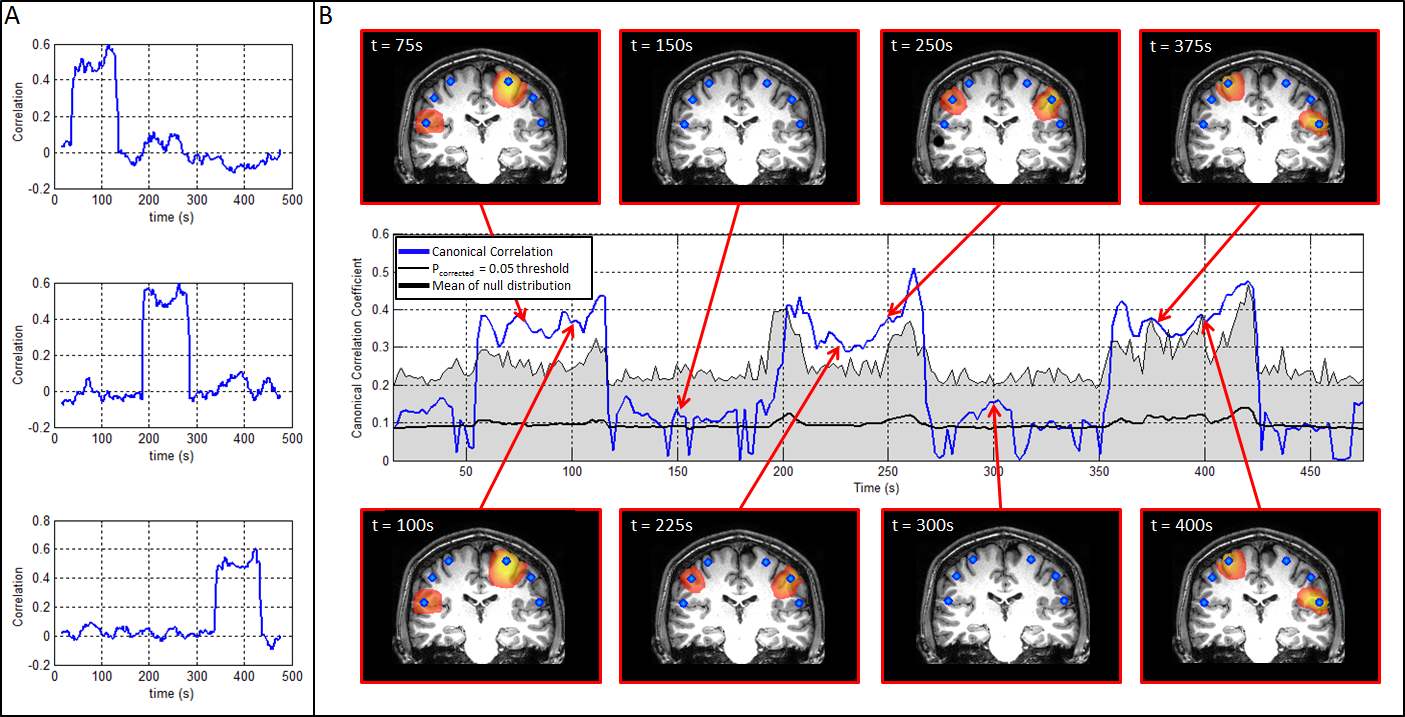 A
Correlation
0.6
0.4
0.2
0
-0.2
0 100 200 300 400 500
time (s)
Correlation
0.6
0.4
0.2
0
-0.2
0 100 200 300 400 500
time (s)
Correlation
0.8
0.6
0.4
0.2
0
-0.2
0 100 200 300 400 500
time (s)
B
t = 75s
t = 150s
t = 250s
t = 375s
Canonical Correlation Coefficient
0.6
0.5
0.4
0.3
0.2
0.1
0
Canonical Correlation
Pcorrected = 0.05 threshold
Mean of null distribution
50 100 150 200 250 300 350 400 450
Time (s)
t = 100s
t = 225s
t = 300s
t = 400s